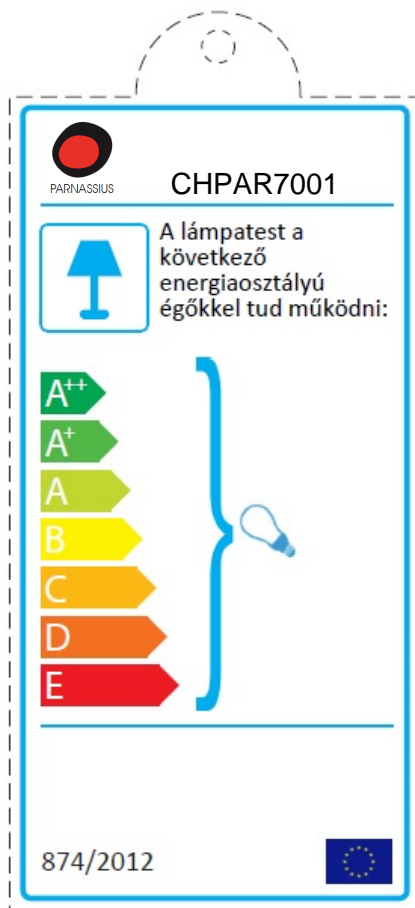 PARNASSIUS
CHPAR7001
A lámpatest a
következő
energiaosztályú
égőkkel tud működni:
A++
A+
A
B
C
D
E
874/2012